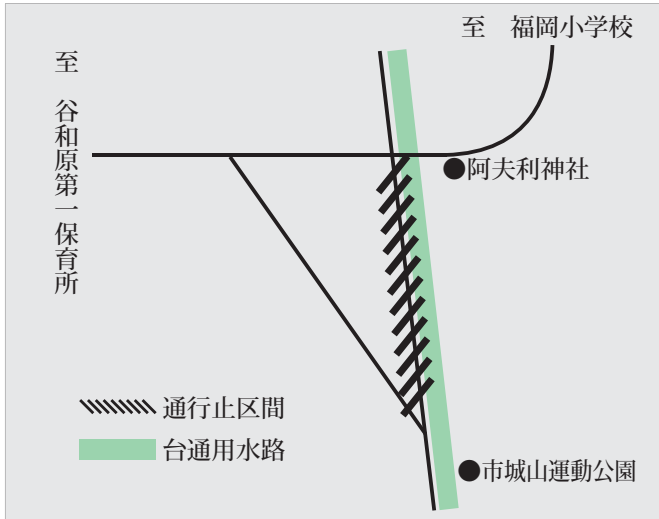 至　福岡小学校
至　谷和原第一保育所
●阿夫利神社
通行止区間
台通用水路
●市城山運動公園